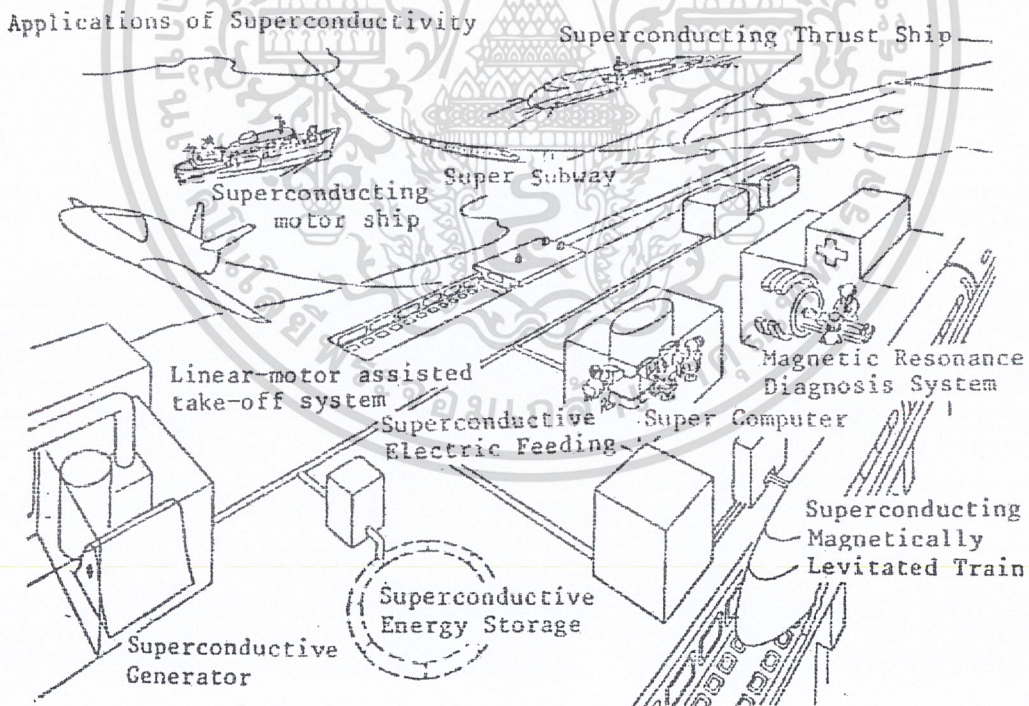 Applications of Superconductivity
Superconducting Thrust Ship
Super Subway
Superconducting
motor ship
Linear-motor assisted
take-off system
Magnetic Resonance
Diagnosis System
Superconductive
Electric Feeding
Super Computer
Superconducting
Magnetically
Levitated Train
Superconductive
Energy Storage
Superconductive
Generator